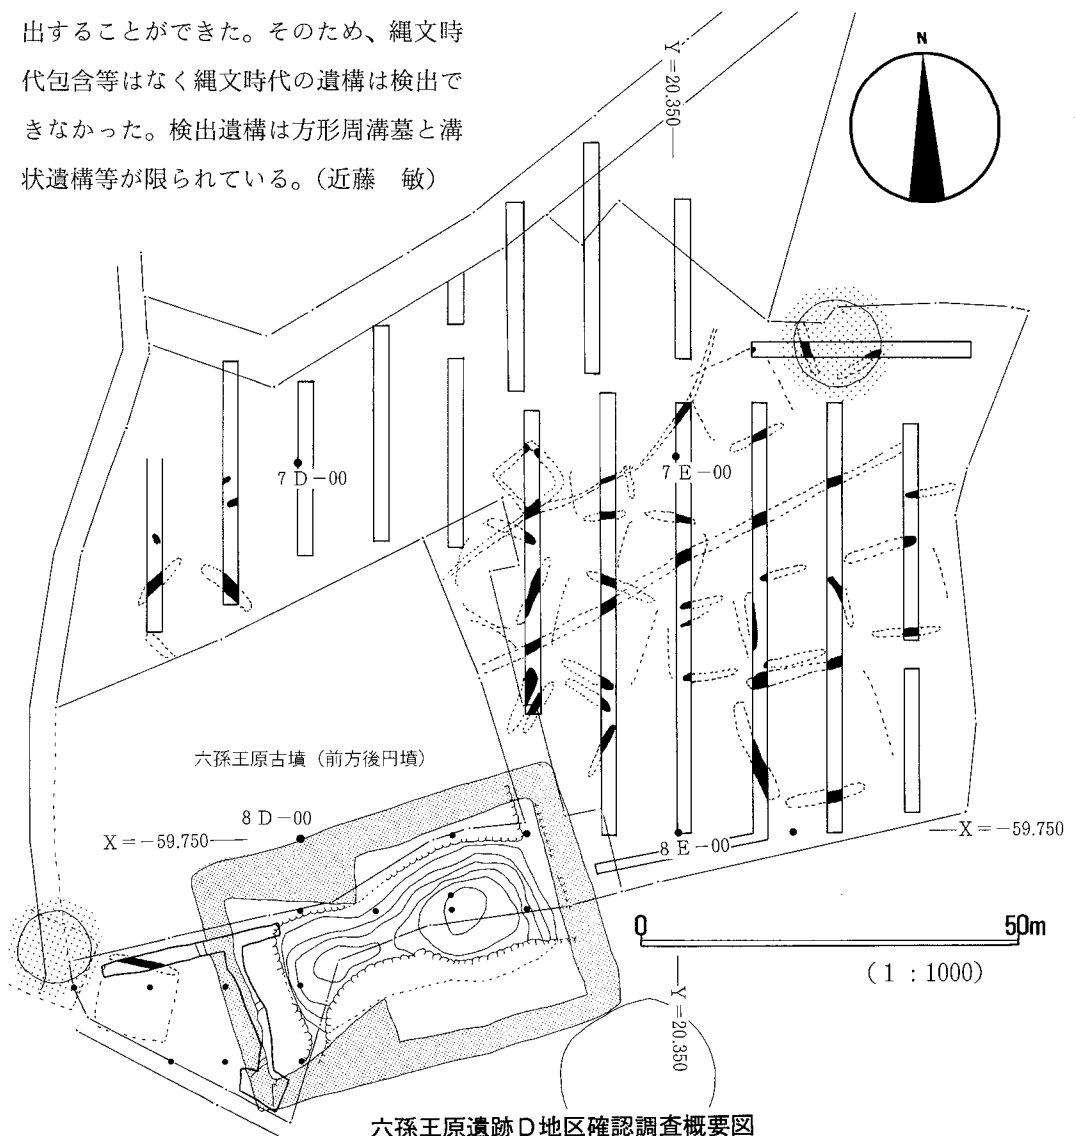 出することができた。そのため、縄文時
代包含等はなく縄文時代の遺構は検出で
きなかった。検出遺構は方形周溝墓と溝
状遺構等が限られている。（近藤　敏）
Y=20.350
N
7D-00
7E-00
六孫王原古墳（前方後円墳）
8D-00
X=-59.750
8E-00
X=-59.750
0 50m
（1：1000）
Y=20.350
六孫王原遺跡D地区確認調査概要図